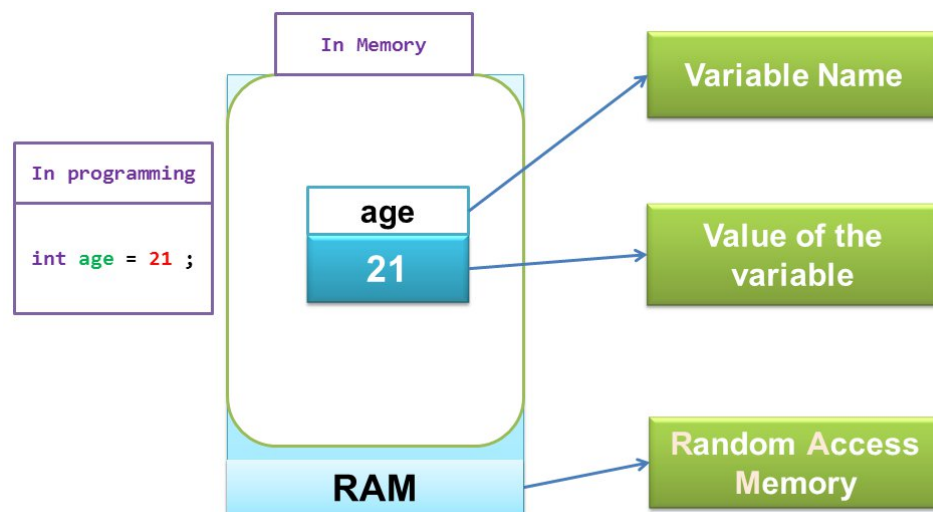 In Memory
Variable Name
In programming
int age = 21 ;
age
21
Value of the
variable
RAM
Random Access
Memory